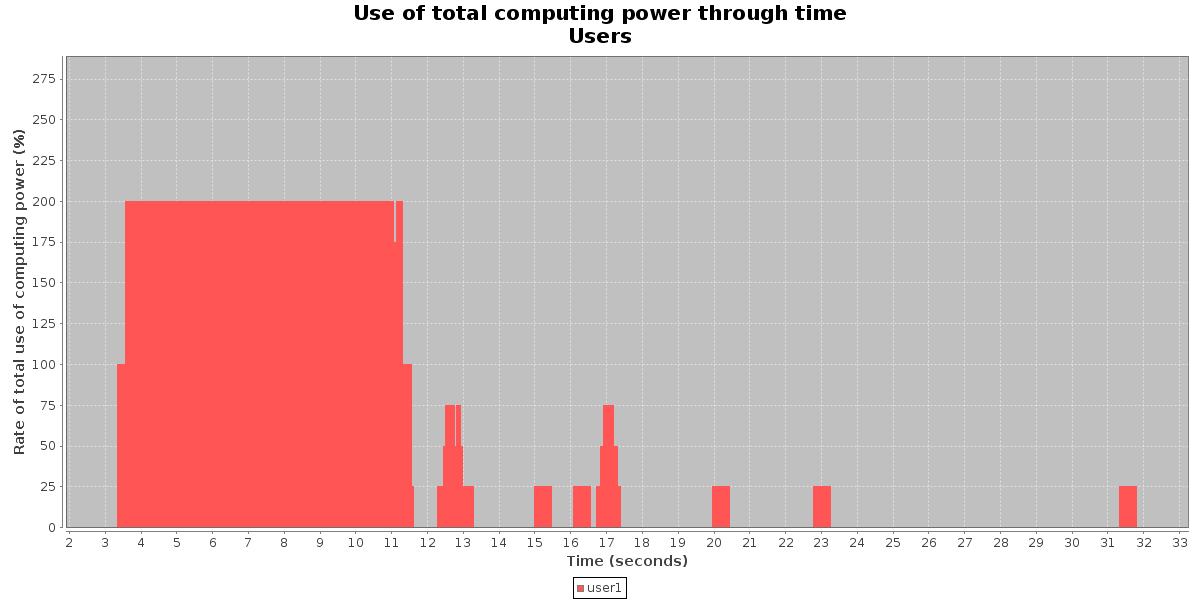 Use of total computing power through time
Users
Rate of total use of computing power (%)
275
250
225
200
175
150
125
100
75
50
25
0
2 3 4 5 6 7 8 9 10 11 12 13 14 15 16 17 18 19 20 21 22 23 24 25 26 27 28 29 30 31 32 33
Time (seconds)
user1